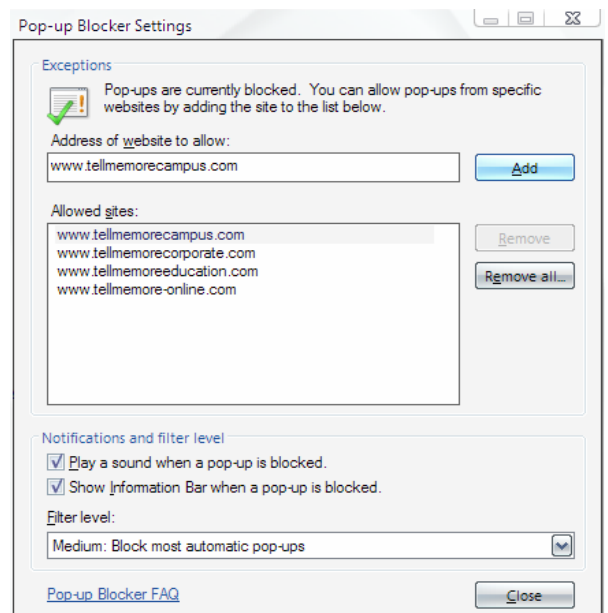 Pop-up Blocker Settings
Exceptions
Pop-ups are currently blocked. You can allow pop-ups from specific
websites by adding the site to the list below.
Address of website to allow:
www.tellmemorecampus.com
Add
Allowed sites:
www.tellmemorecampus.com
www.tellmemorecorporate.com
www.tellmemoreeducation.com
www.tellmemore-online.com
Remove
Remove all...
Notifications and filter level
Play a sound when a pop-up is blocked.
Show Information Bar when a pop-up is blocked.
Filter level:
Medium: Block most automatic pop-ups
Pop-up Blocker FAQ
Close